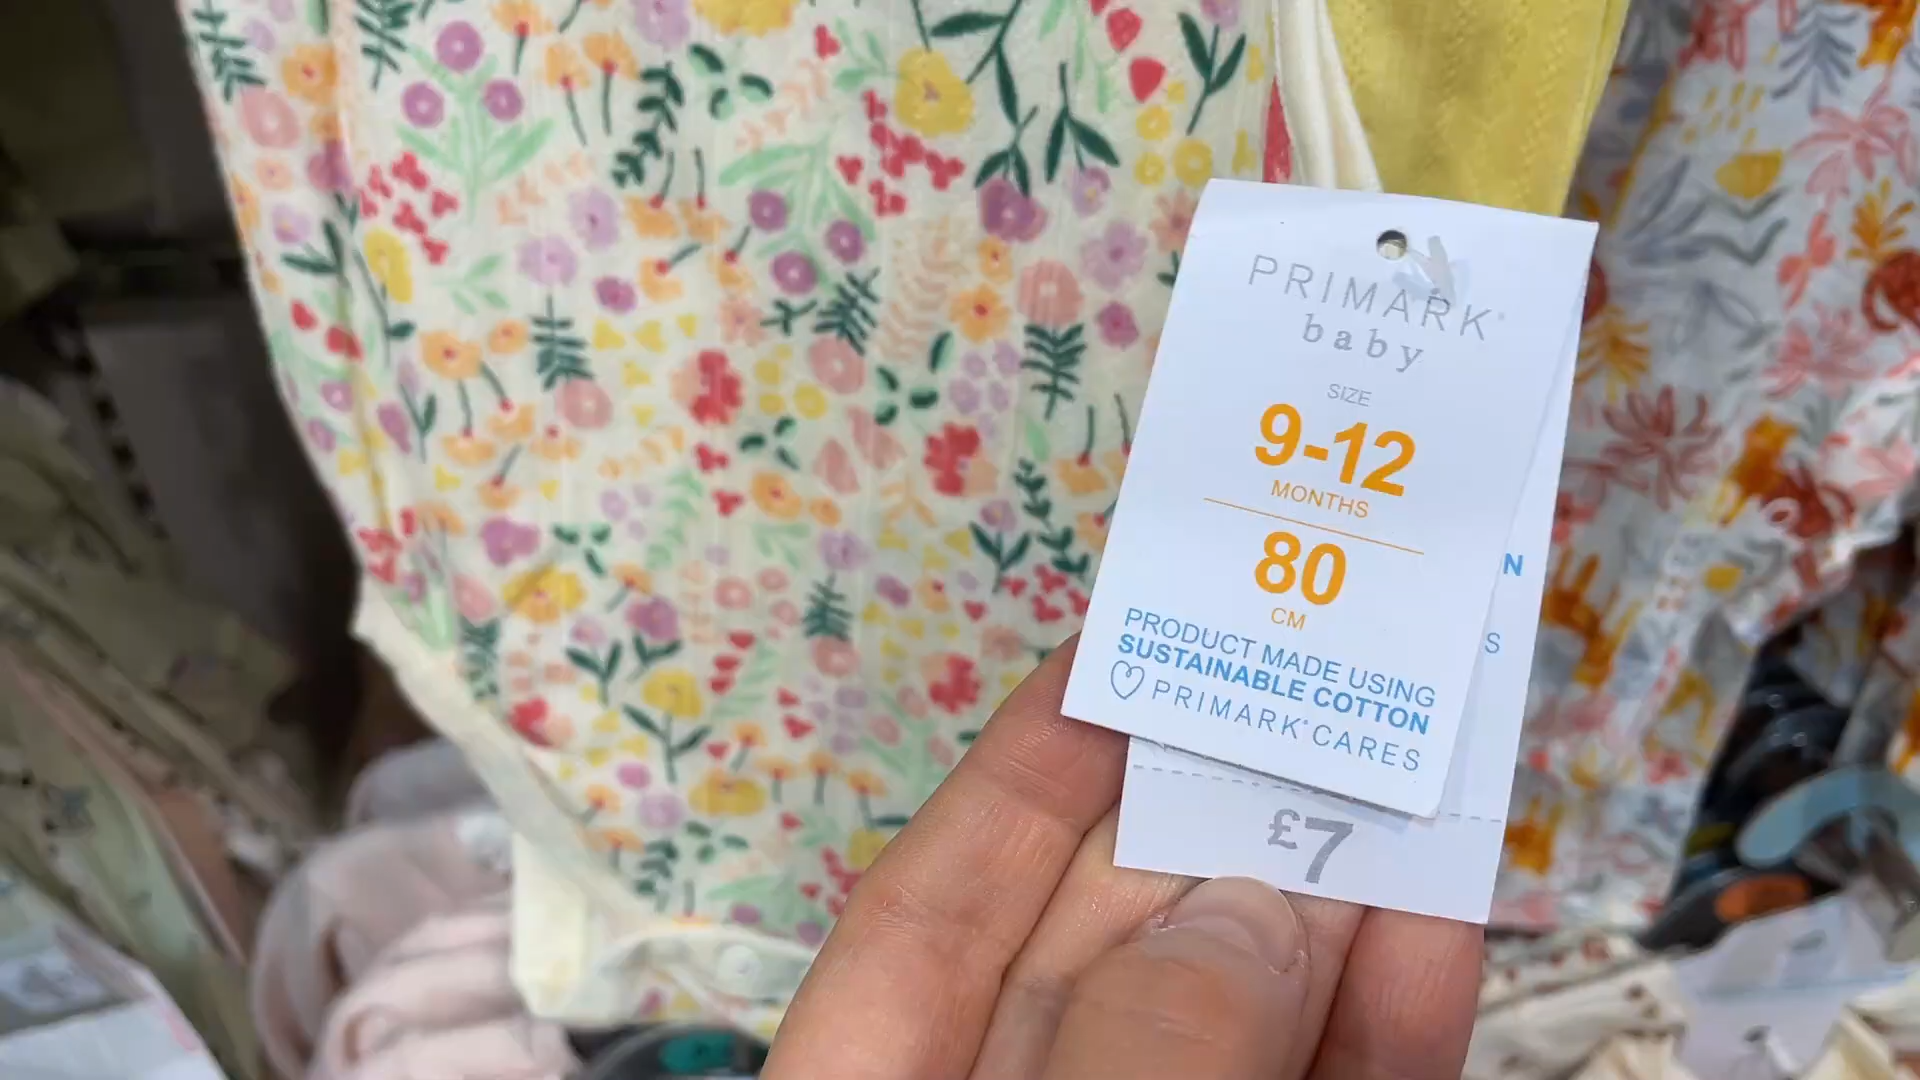 PRIMARK®
baby
SIZE
9-12
MONTHS
80
CM
PRODUCT MADE USING
SUSTAINABLE COTTON
PRIMARK® CARES
N
S
£7